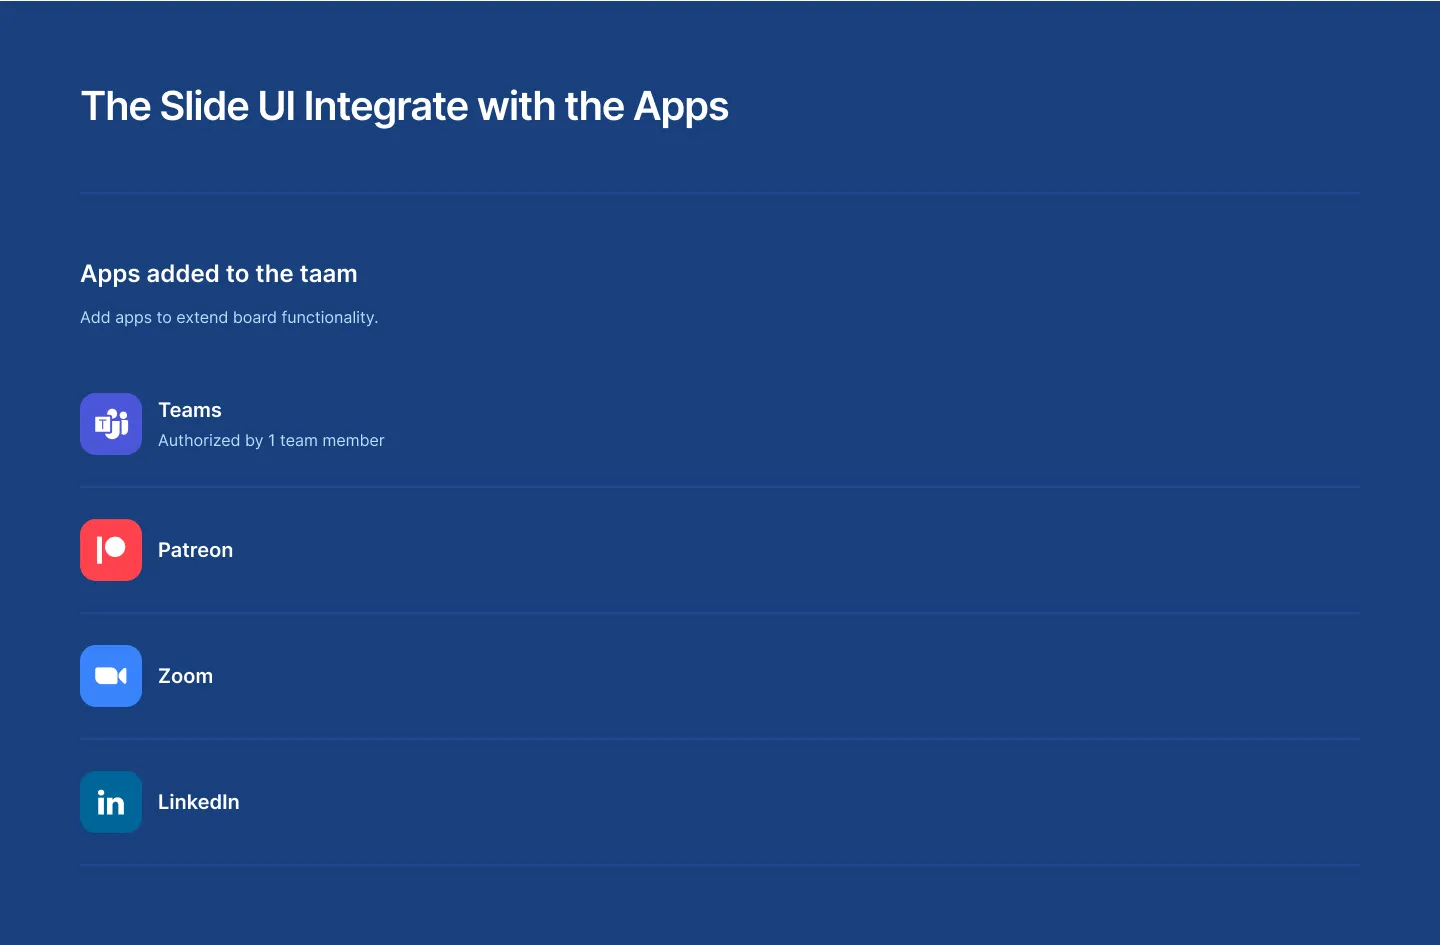 The Slide UI Integrate with the Apps
Apps added to the taam
Add apps to extend board functionality.
T
Teams
Authorized by 1 team member
Patreon
Zoom
in
LinkedIn